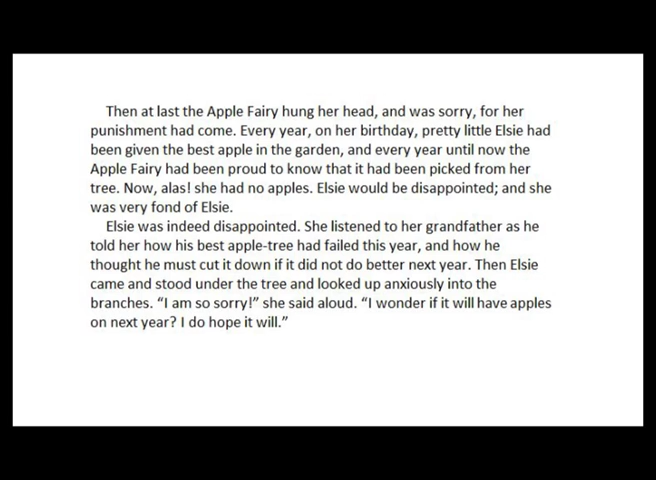 Then at last the Apple Fairy hung her head, and was sorry, for her
punishment had come. Every year, on her birthday, pretty little Elsie had
been given the best apple in the garden, and every year until now the
Apple Fairy had been proud to know that it had been picked from her
tree. Now, alas! she had no apples. Elsie would be disappointed; and she
was very fond of Elsie.
Elsie was indeed disappointed. She listened to her grandfather as he
told her how his best apple-tree had failed this year, and how he
thought he must cut it down if it did not do better next year. Then Elsie
came and stood under the tree and looked up anxiously into the
branches. “I am so sorry!” she said aloud. “I wonder if it will have apples
on next year? I do hope it will.”